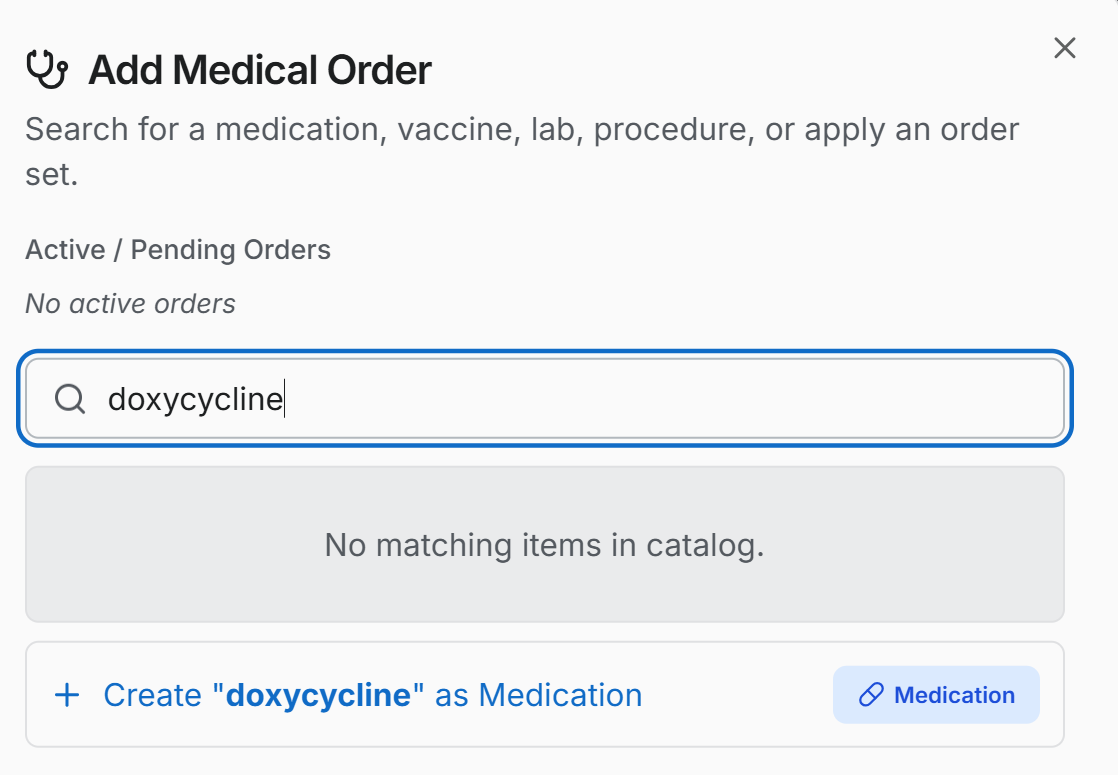 Add Medical Order
Search for a medication, vaccine, lab, procedure, or apply an order
set.
Active / Pending Orders
No active orders
doxycycline
No matching items in catalog.
Create "doxycycline" as Medication
Medication